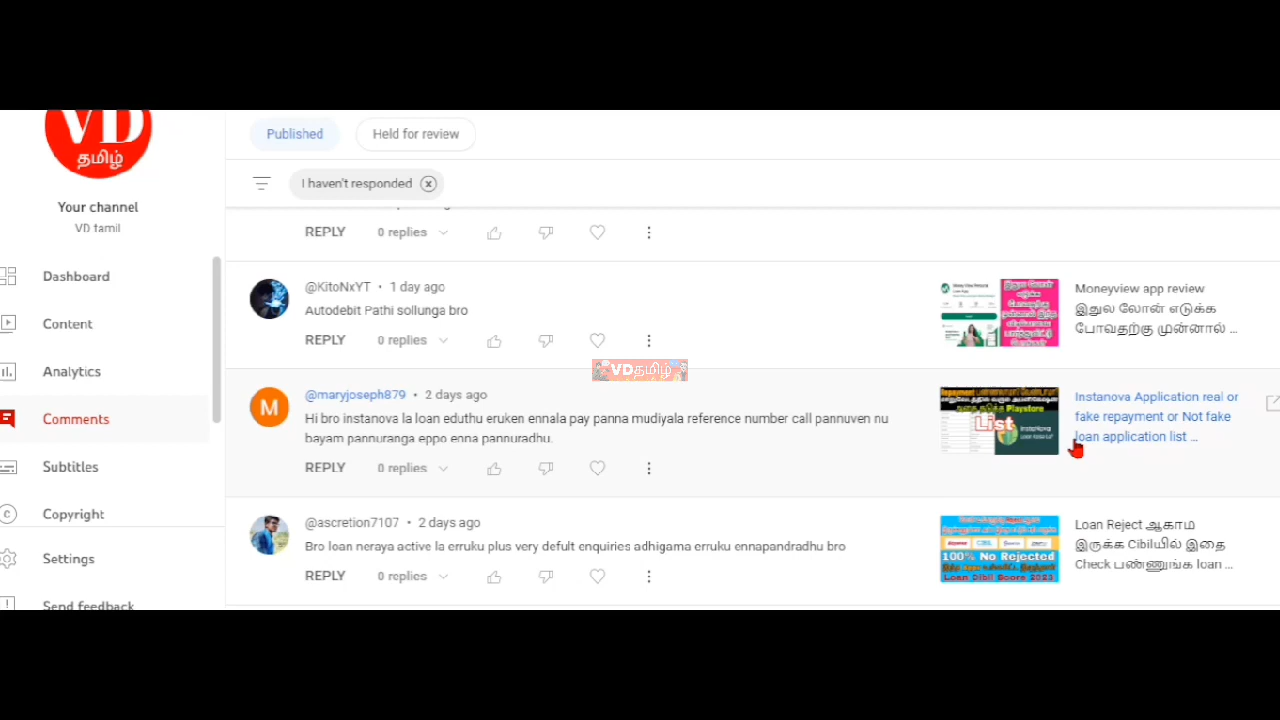 VD
தமிழ்
Published
Held for review
I haven't responded
Your channel
VD tamil
REPLY 0 replies
Dashboard
Content
Analytics
Comments
Subtitles
Copyright
Settings
Send feedback
@KitoNxYT • 1 day ago
Autodebit Pathi sollunga bro
REPLY 0 replies
Moneyview app review
இதுல லோன் எடுக்க
போவதற்கு முன்னால் ...
VDதமிழ்
M
@maryjoseph879 • 2 days ago
Hi bro instanova la loan eduthu eruken ennala pay panna mudiyala reference number call pannuven nu
bayam pannuranga eppo enna pannuradhu.
REPLY 0 replies
Playstore
List
Instanova Application real or
fake repayment or Not fake
loan application list ...
@ascretion7107 • 2 days ago
Bro loan neraya active la erruku plus very defult enquiries adhigama erruku ennapandradhu bro
REPLY 0 replies
100% No Rejected
Loan Cibil Score 2023
Loan Reject ஆகாம
இருக்க Cibilயில் இதை
Check பண்ணுங்க loan ...